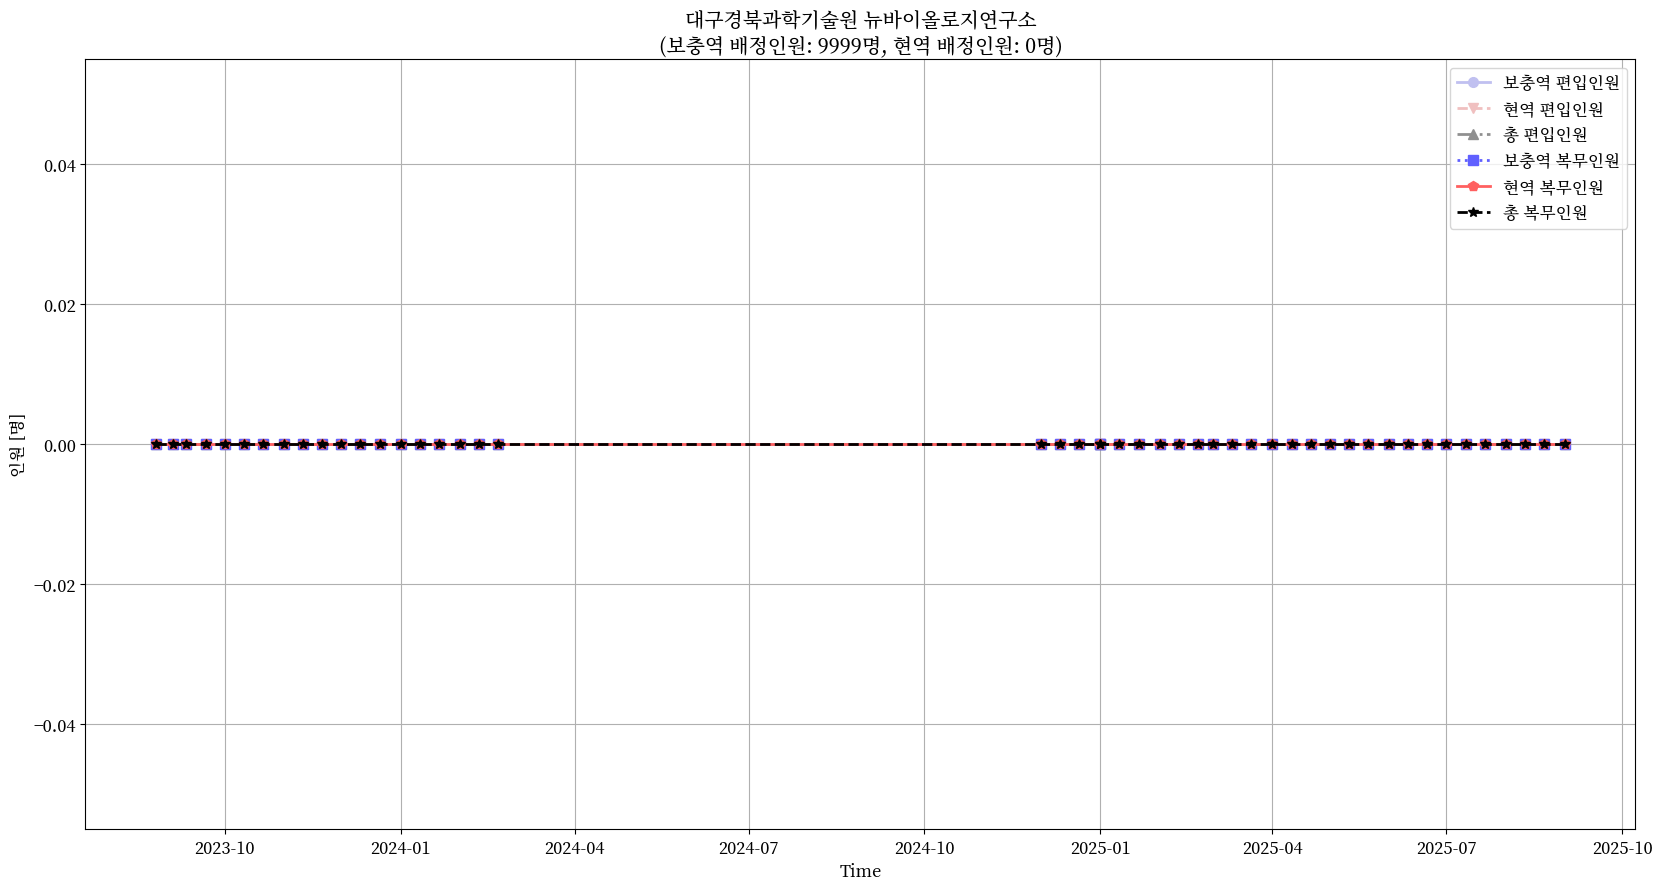 대구경북과학기술원 뉴바이올로지연구소
(보충역 배정인원: 9999명, 현역 배정인원: 0명)
보충역 편입인원
현역 편입인원
총 편입인원
보충역 복무인원
현역 복무인원
총 복무인원
인원 [명]
0.04
0.02
0.00
−0.02
−0.04
2023-10
2024-01
2024-04
2024-07
2024-10
2025-01
2025-04
2025-07
2025-10
Time